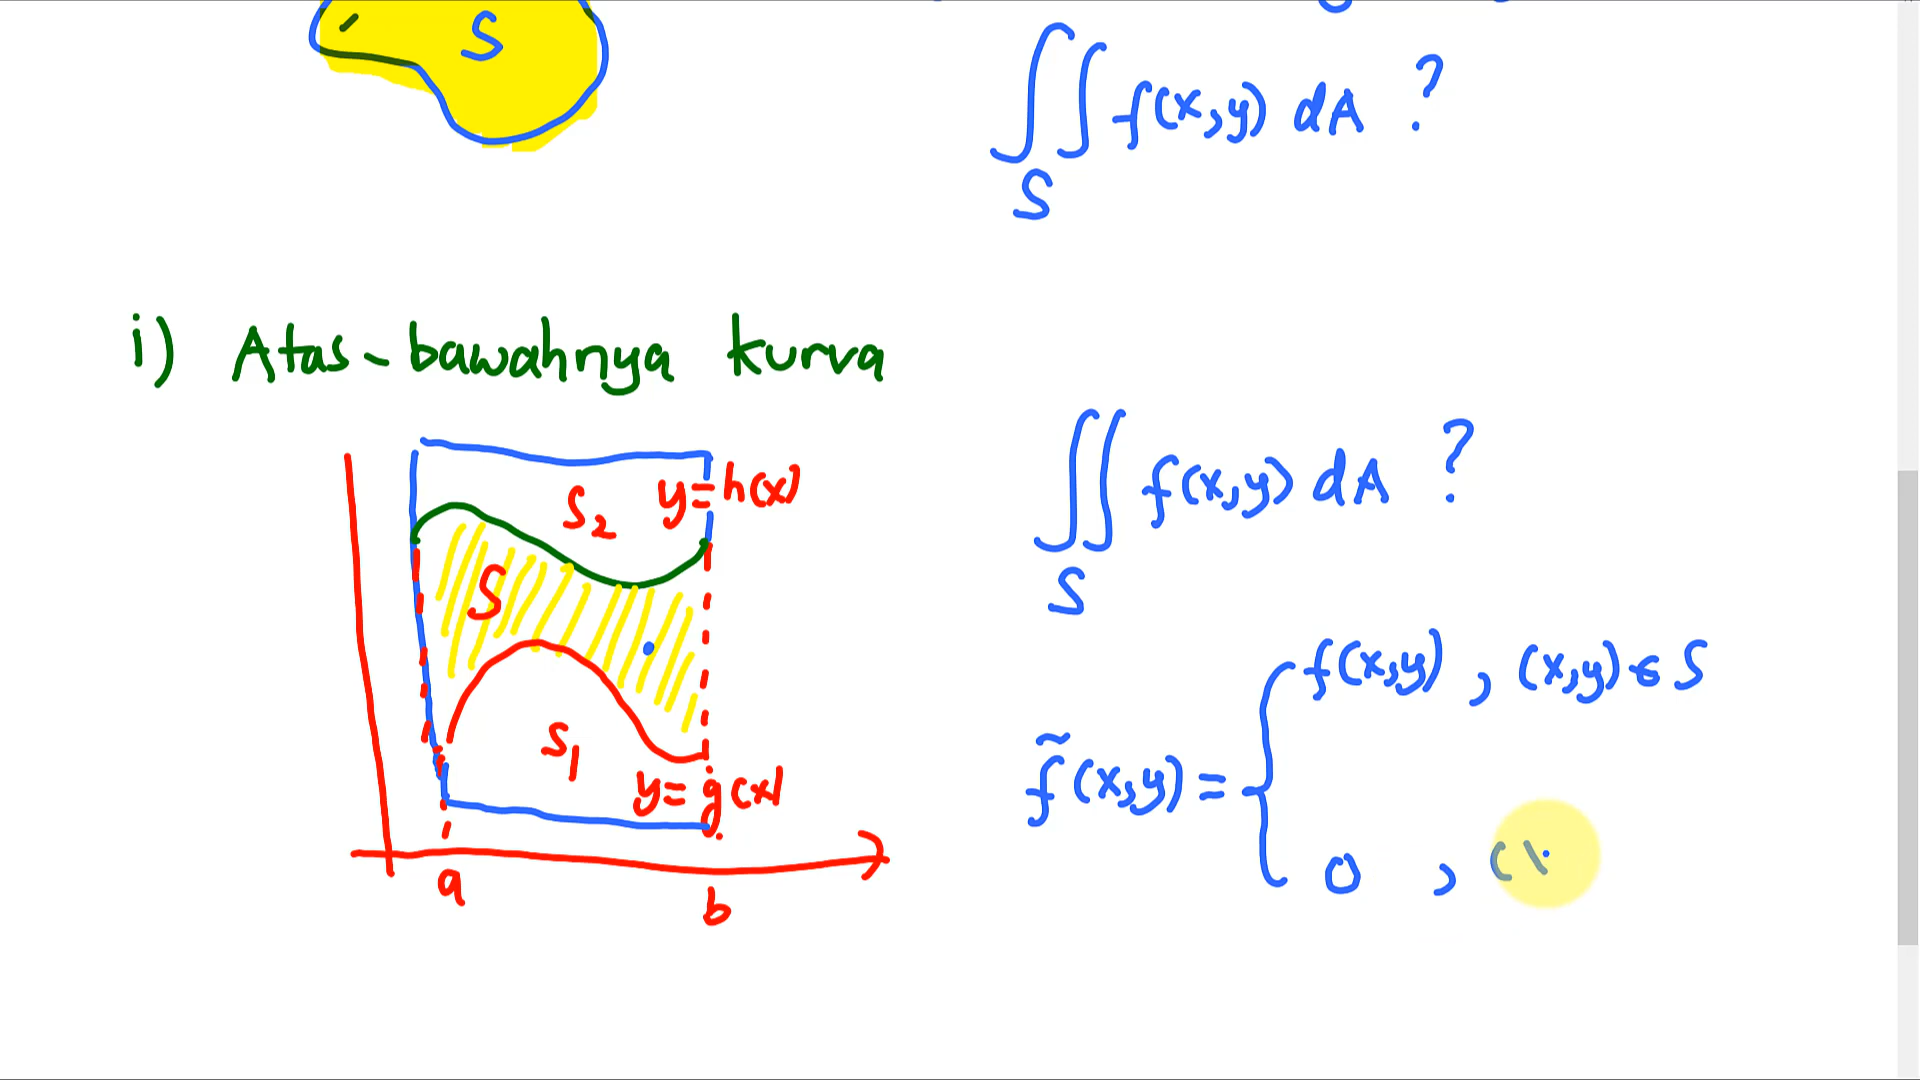 S
∬ f(x,y) dA ?
S
i) Atas-bawahnya kurva
S₂ y=h(x)
S
S₁
y=g(x)
a
b
∬ f(x,y) dA ?
S
f̃(x,y) = { f(x,y) , (x,y) ∈ S
0 , (x